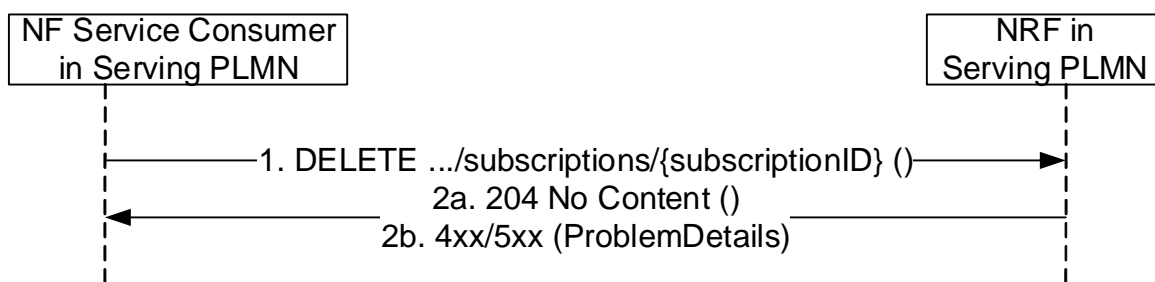 NF Service Consumer
in Serving PLMN
NRF in
Serving PLMN
1. DELETE .../subscriptions/{subscriptionID} ()
2a. 204 No Content ()
2b. 4xx/5xx (ProblemDetails)